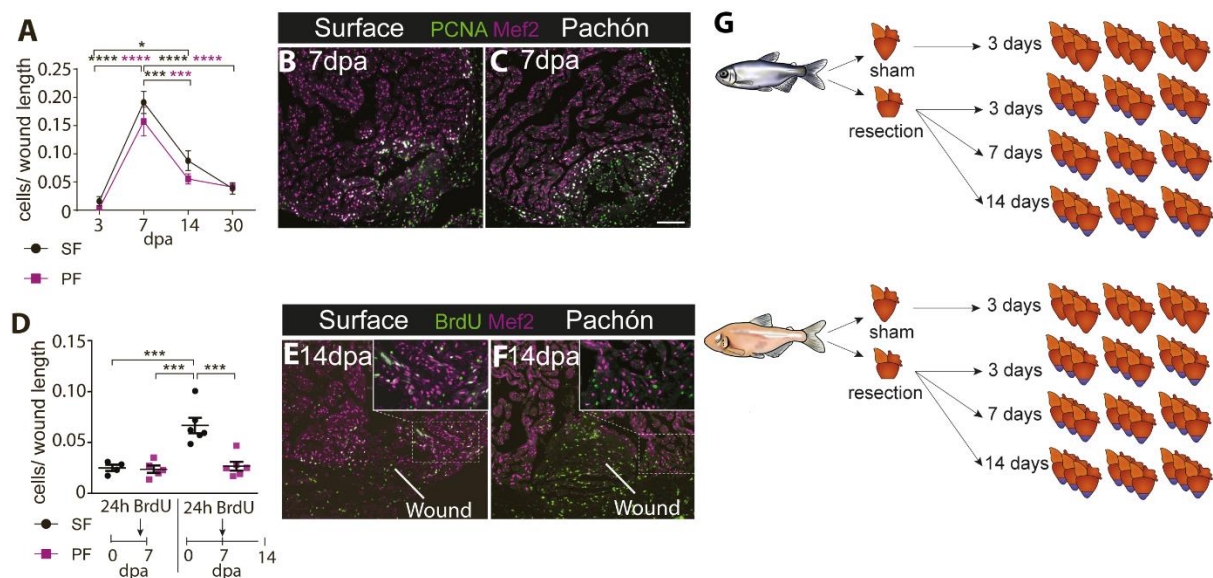 A
*
**** **** **** ****
*** ***
0.25
0.20
0.15
0.10
0.05
0
cells/ wound length
3 7 14 30
dpa
SF
PF
Surface PCNA Mef2 Pachón
B 7dpa
C 7dpa
D
***
*** ***
0.15
0.10
0.05
0
cells/ wound length
24h BrdU 24h BrdU
0 7 0 7 14
dpa dpa
SF
PF
Surface BrdU Mef2 Pachón
E 14dpa
Wound
F 14dpa
Wound
G
sham
3 days
resection
3 days
7 days
14 days
sham
3 days
resection
3 days
7 days
14 days